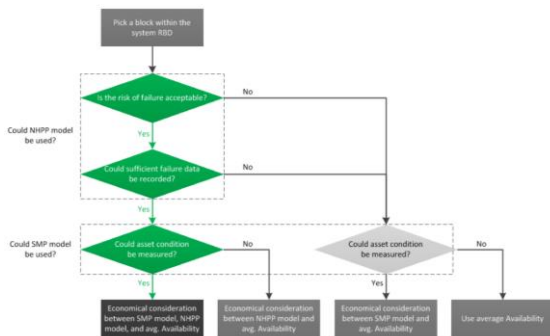 Pick a block within the
system RBD
Is the risk of failure acceptable?
No
Could NHPP model
be used?
Yes
Could sufficient failure data
be recorded?
No
Yes
Could SMP model
be used?
Could asset condition
be measured?
No
Could asset condition
be measured?
No
Yes
Yes
Economical consideration
between SMP model, NHPP
model, and avg. Availability
Economical consideration
between NHPP model and
avg. Availability
Economical consideration
between SMP model and
avg. Availability
Use average Availability